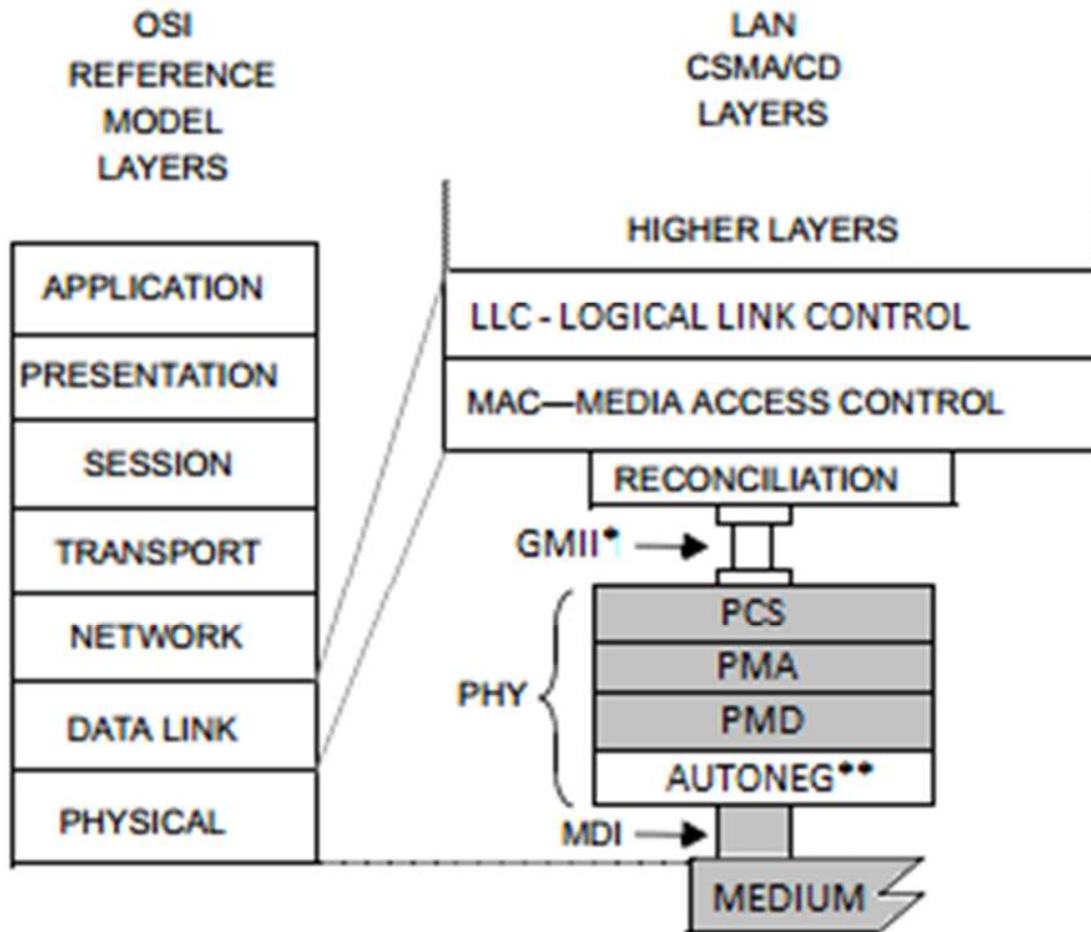 OSI
REFERENCE
MODEL
LAYERS
LAN
CSMA/CD
LAYERS
APPLICATION
PRESENTATION
SESSION
TRANSPORT
NETWORK
DATA LINK
PHYSICAL
HIGHER LAYERS
LLC - LOGICAL LINK CONTROL
MAC—MEDIA ACCESS CONTROL
RECONCILIATION
GMII*
PHY
PCS
PMA
PMD
AUTONEG**
MDI
MEDIUM